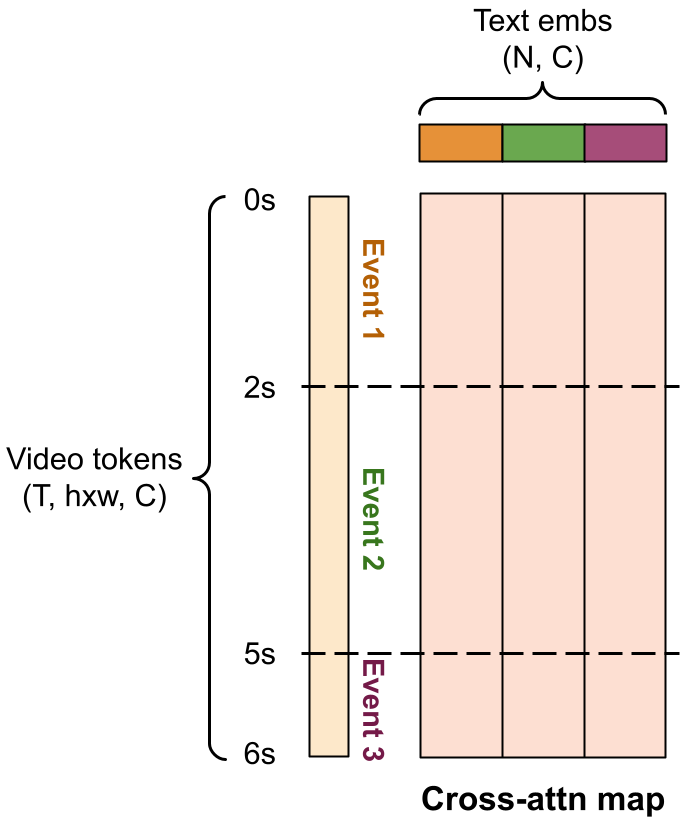 Text embs
(N, C)
0s
Event 1
2s
Video tokens
(T, hxw, C)
Event 2
5s
Event 3
6s
Cross-attn map